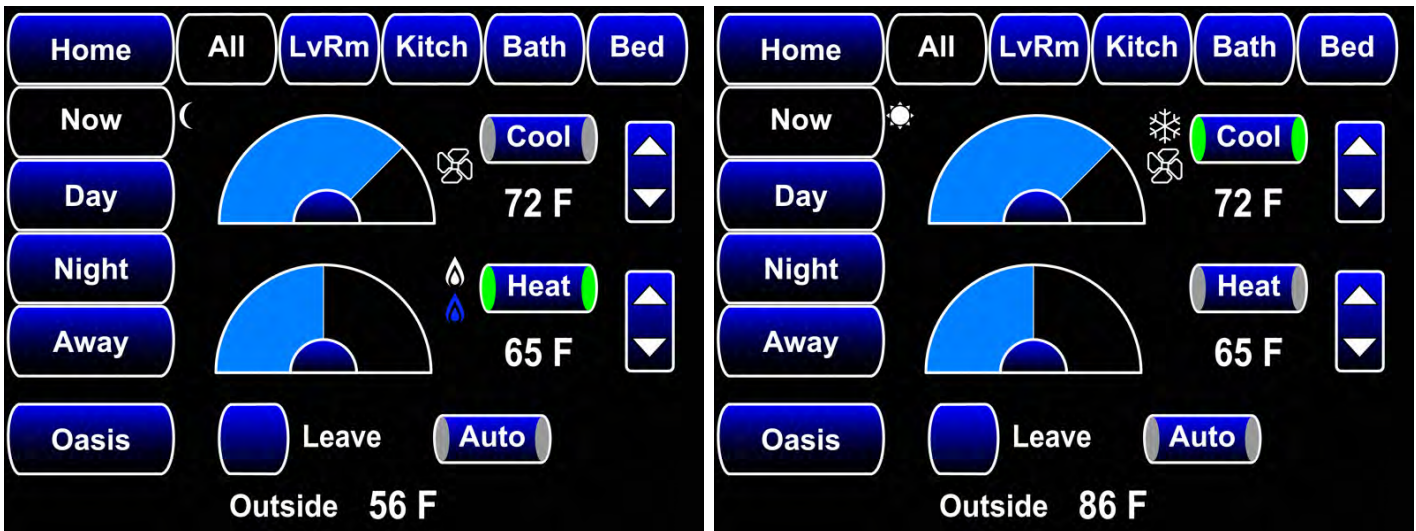 Home All LvRm Kitch Bath Bed
Now Cool
Day 72 F
Night Heat
Away 65 F
Oasis Leave Auto
Outside 56 F
Home All LvRm Kitch Bath Bed
Now Cool
Day 72 F
Night Heat
Away 65 F
Oasis Leave Auto
Outside 86 F